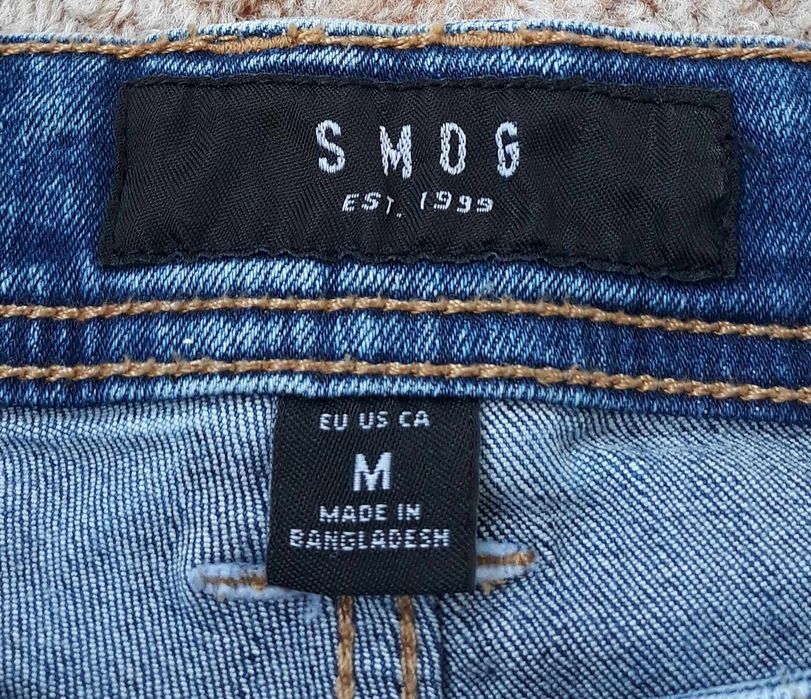 SMOG
EST. 1999
EU US CA
M
MADE IN
BANGLADESH